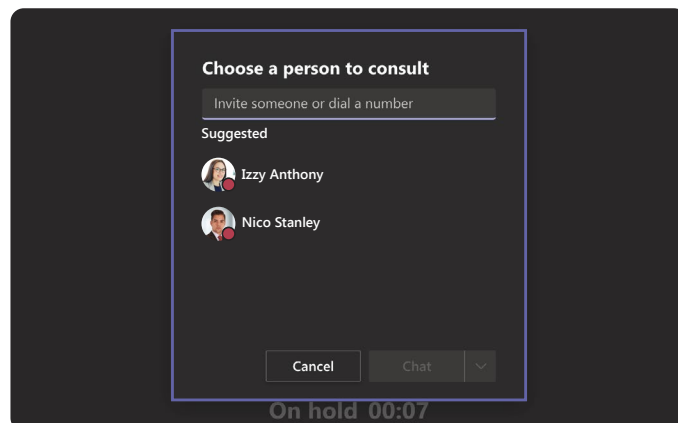 Choose a person to consult
Invite someone or dial a number
Suggested
Izzy Anthony
Nico Stanley
Cancel
Chat
On hold 00:07